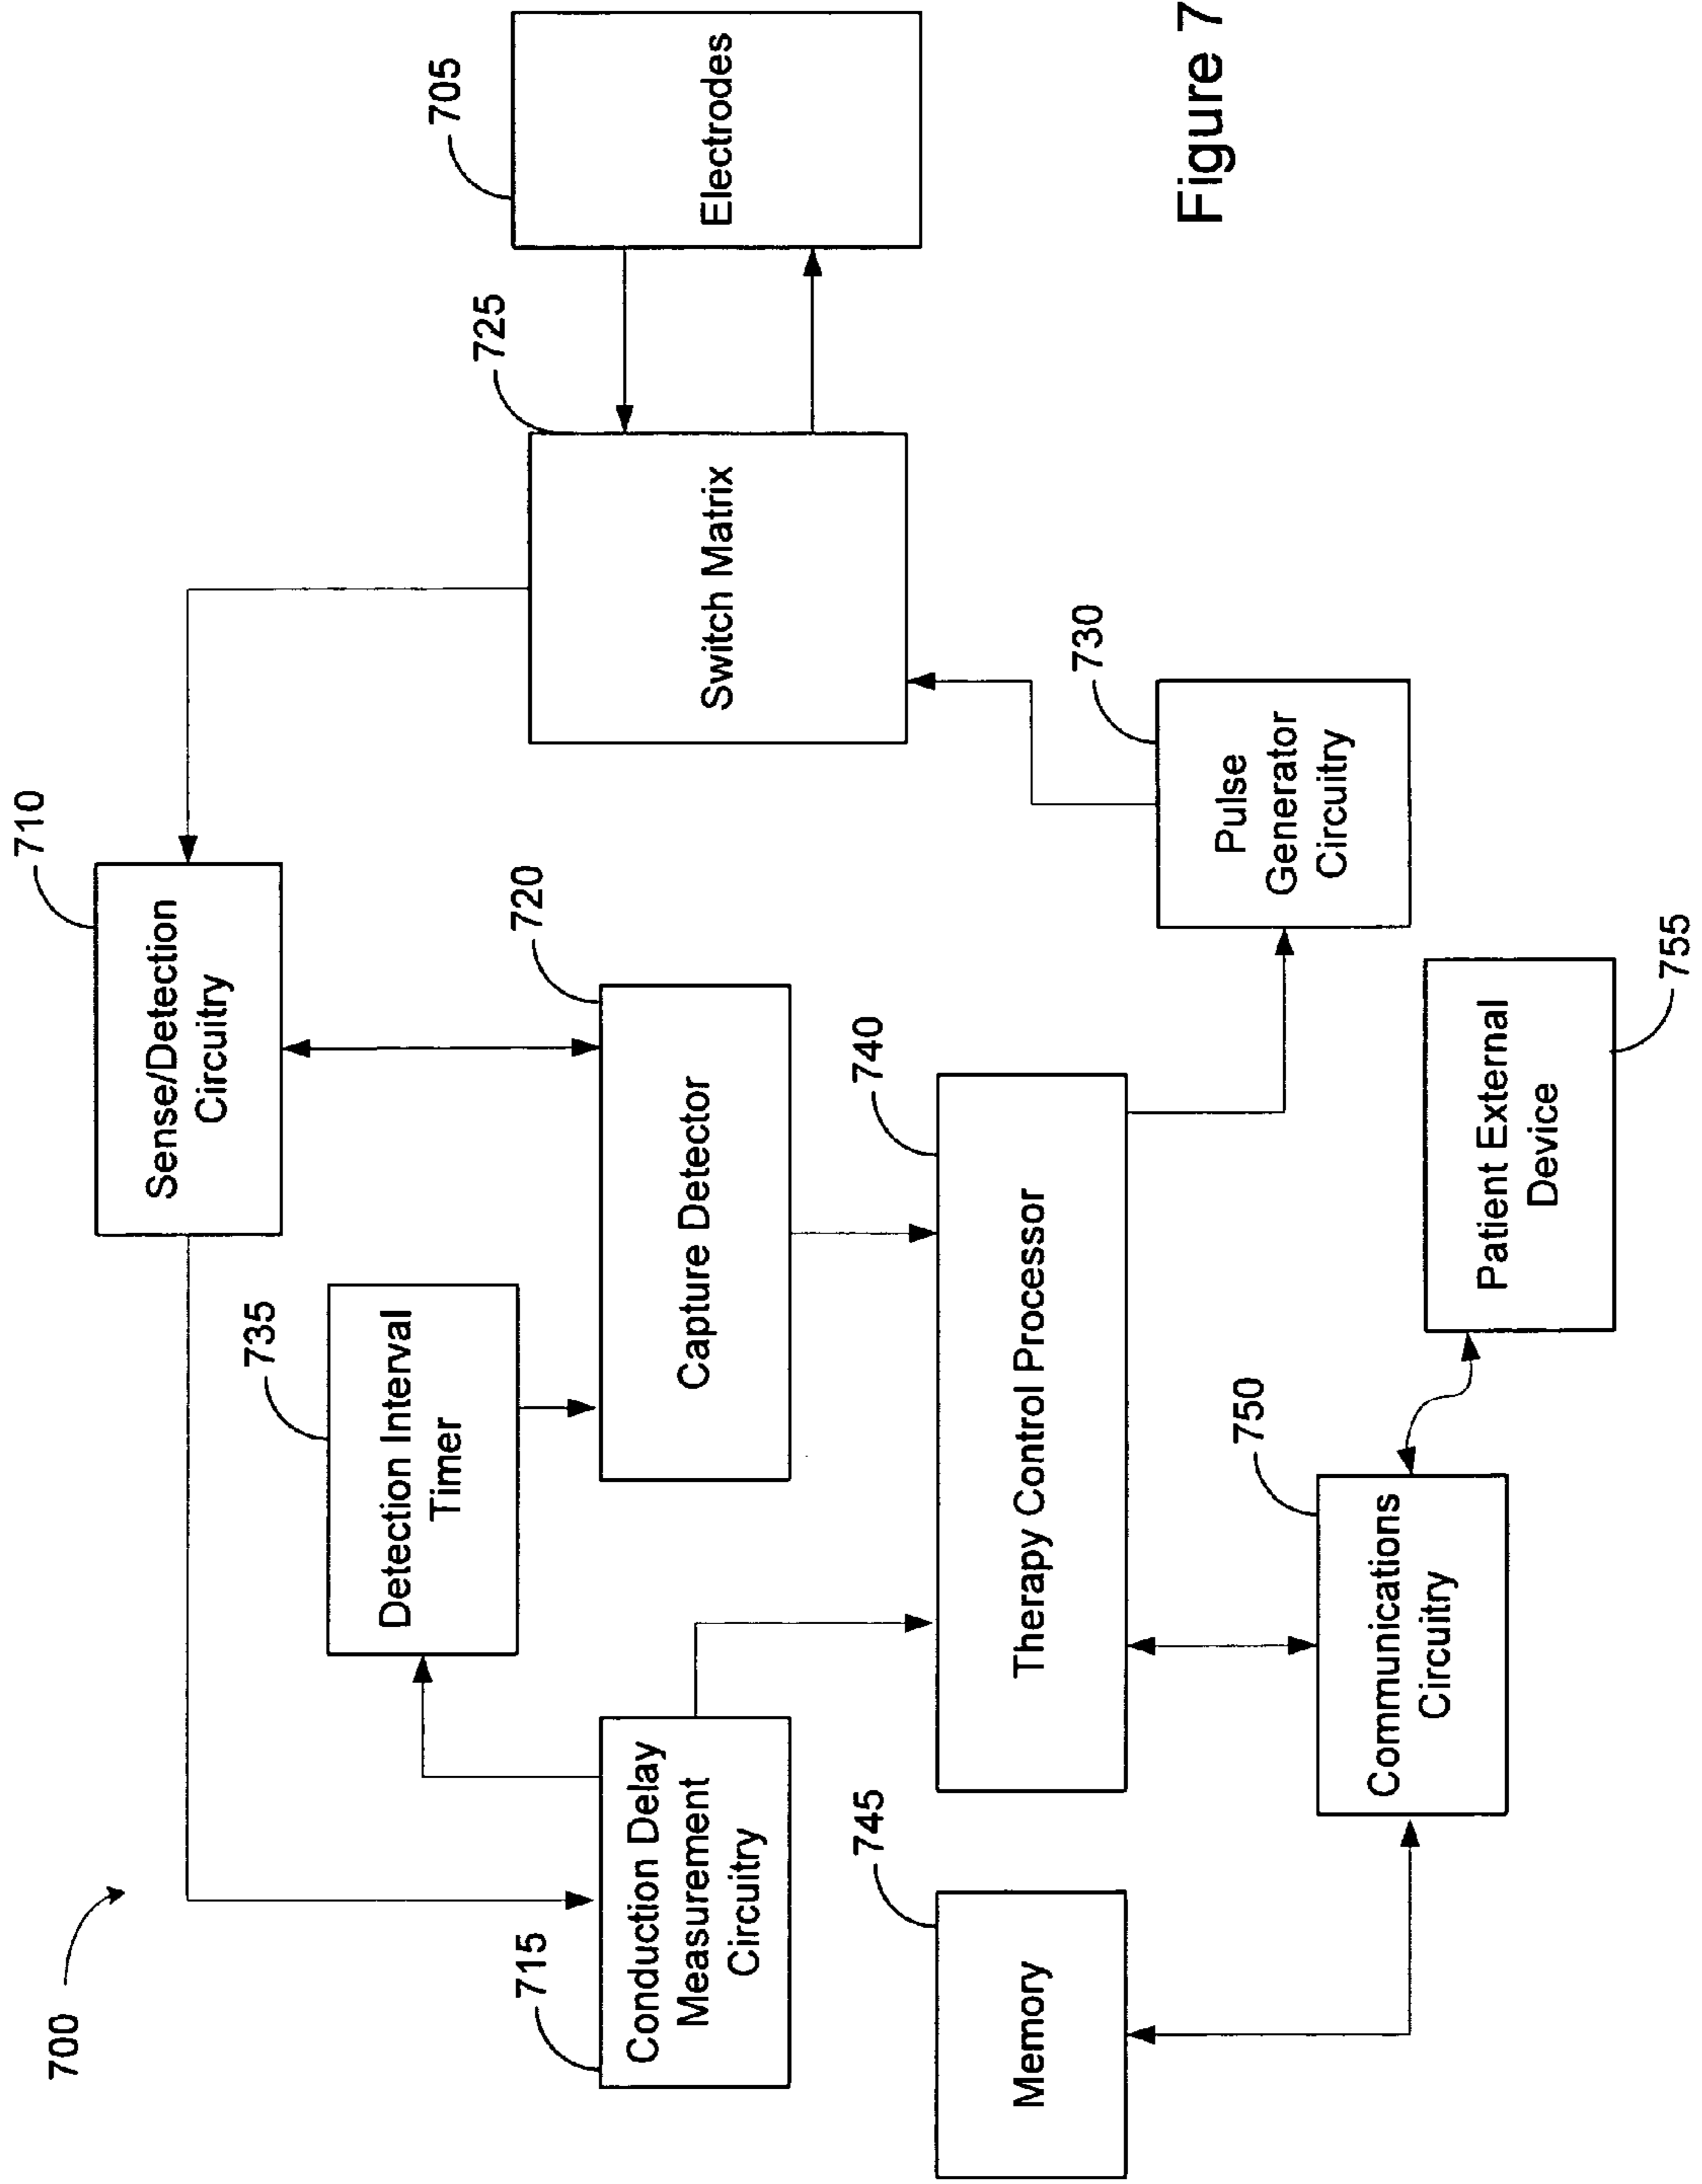 700
710
Sense/Detection
Circuitry
735
Detection Interval
Timer
715
Conduction Delay
Measurement
Circuitry
720
Capture Detector
725
Switch Matrix
705
Electrodes
745
Memory
740
Therapy Control Processor
730
Pulse
Generator
Circuitry
750
Communications
Circuitry
Patient External
Device
755
Figure 7